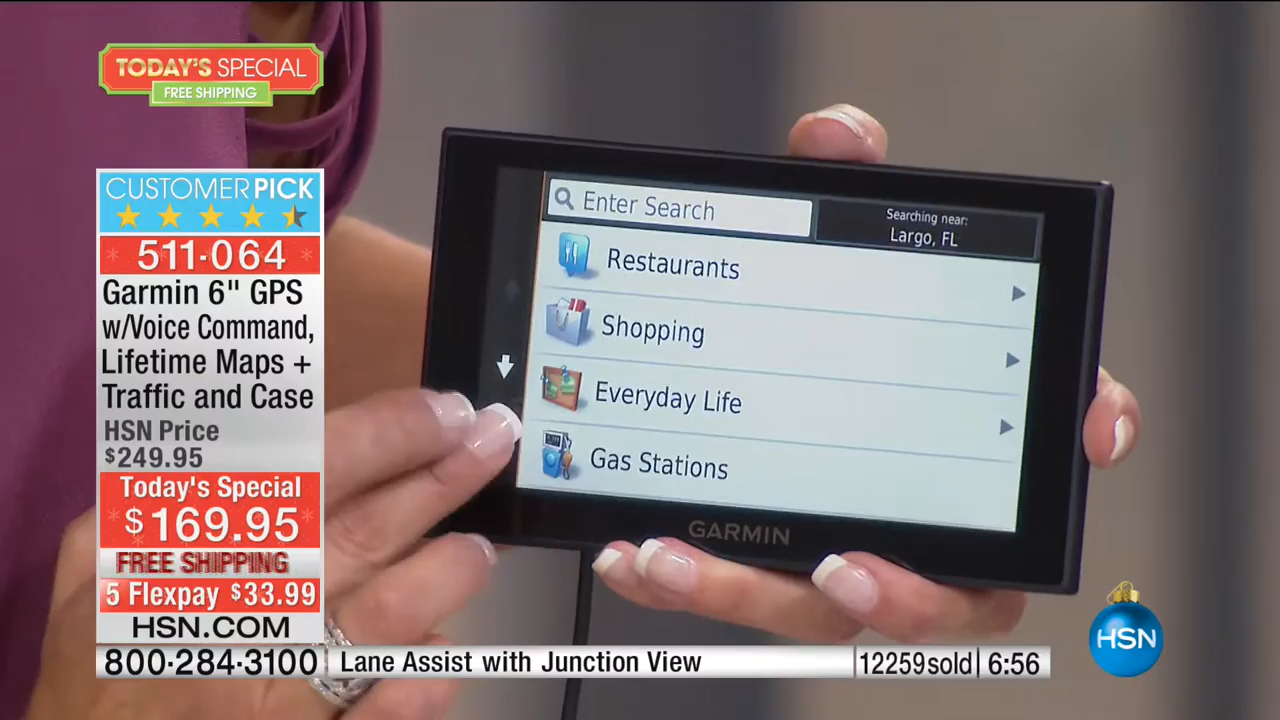 TODAY'S SPECIAL
FREE SHIPPING
CUSTOMER PICK
511·064
Garmin 6" GPS
w/Voice Command,
Lifetime Maps +
Traffic and Case
HSN Price
$249.95
Today's Special
$169.95
FREE SHIPPING
5 Flexpay $33.99
HSN.COM
800·284·3100
Lane Assist with Junction View
12259sold
6:56
Enter Search
Searching near:
Largo, FL
Restaurants
Shopping
Everyday Life
Gas Stations
GARMIN
HSN